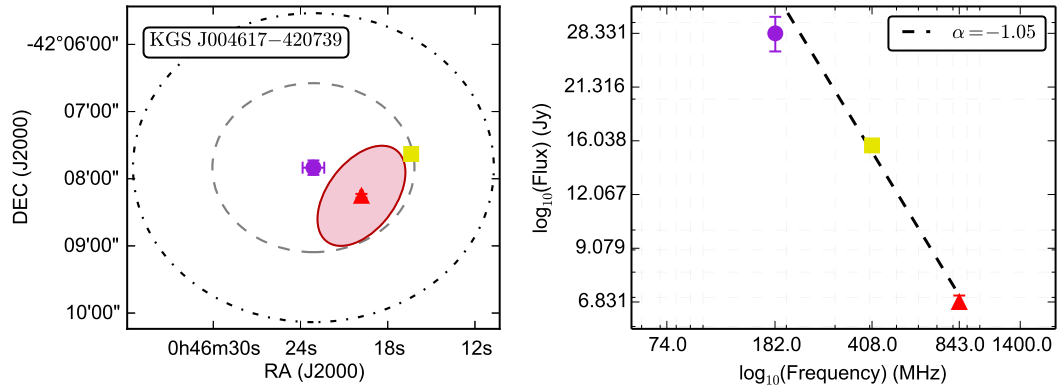 KGS J004617−420739
-42°06'00"
07'00"
08'00"
09'00"
10'00"
DEC (J2000)
0h46m30s
24s
18s
12s
RA (J2000)
α=−1.05
28.331
21.316
16.038
12.067
9.079
6.831
log10(Flux) (Jy)
74.0
182.0
408.0
843.0
1400.0
log10(Frequency) (MHz)